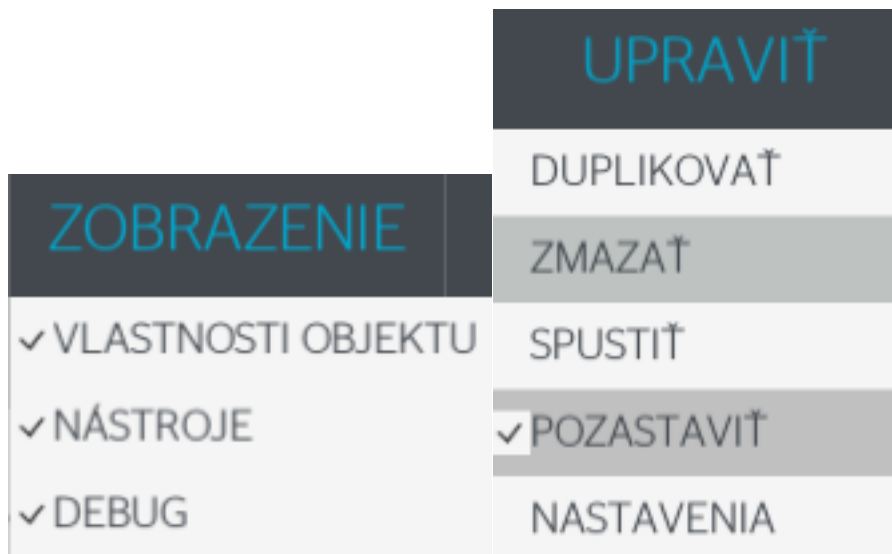 ZOBRAZENIE
✓ VLASTNOSTI OBJEKTU
✓ NÁSTROJE
✓ DEBUG
UPRAVIŤ
DUPLIKOVAŤ
ZMAZAŤ
SPUSTIŤ
✓ POZASTAVIŤ
NASTAVENIA